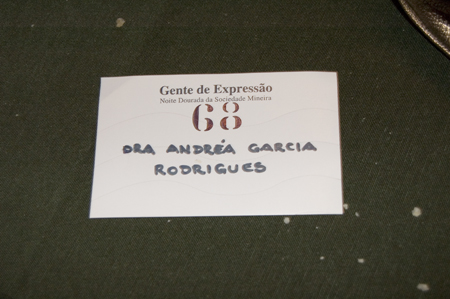 Gente de Expressão
Noite Dourada da Sociedade Mineira
68
DRA ANDRÉA GARCIA
RODRIGUES